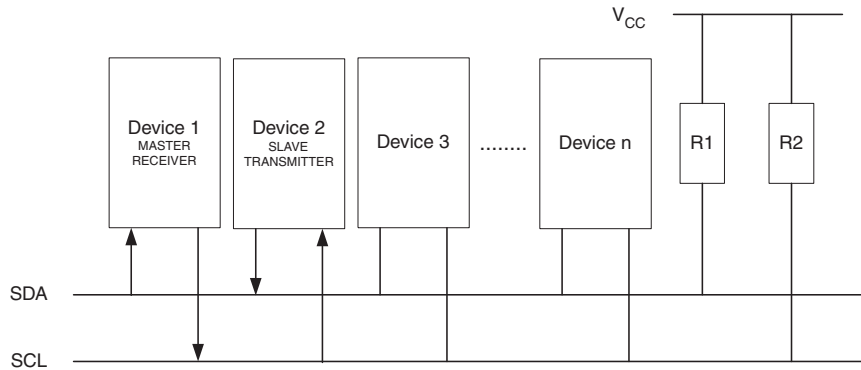 V_CC
Device 1
MASTER
RECEIVER
Device 2
SLAVE
TRANSMITTER
Device 3
........
Device n
R1
R2
SDA
SCL